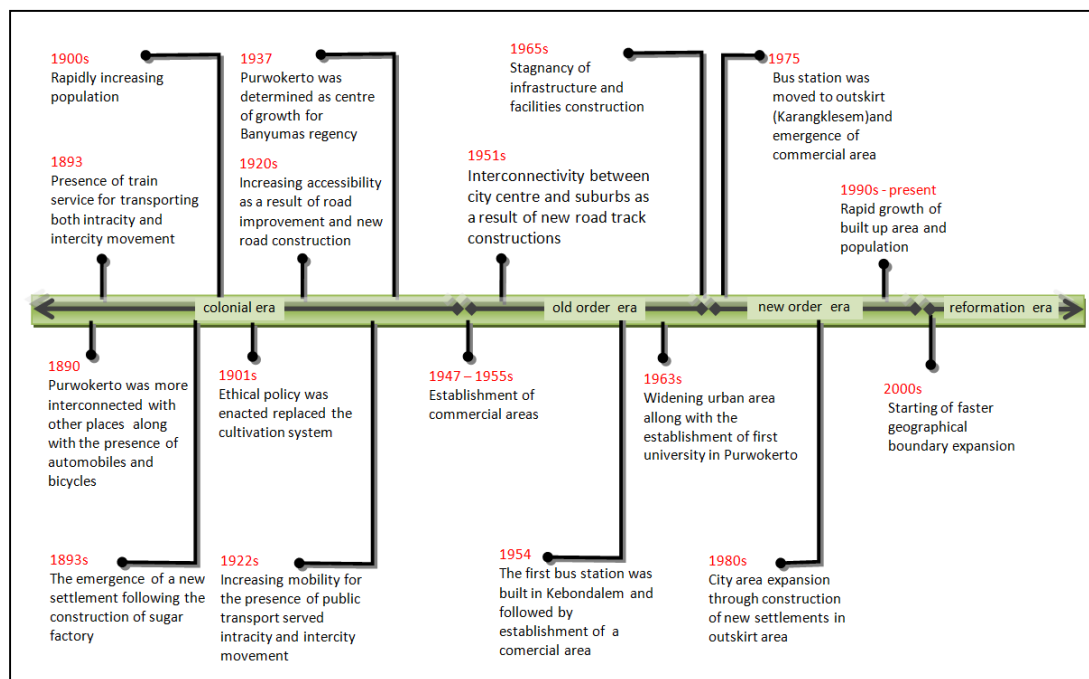 1900s
Rapidly increasing
population
1937
Purwokerto was
determined as centre
of growth for
Banyumas regency
1965s
Stagnancy of
infrastructure and
facilities construction
1975
Bus station was
moved to outskirt
(Karangklesem)and
emergence of
commercial area
1893
Presence of train
service for transporting
both intracity and
intercity movement
1920s
Increasing accessibility
as a result of road
improvement and new
road construction
1951s
Interconnectivity between
city centre and suburbs as
a result of new road track
constructions
1990s - present
Rapid growth of
built up area and
population
colonial era
old order era
new order era
reformation era
1890
Purwokerto was more
interconnected with
other places along
with the presence of
automobiles and
bicycles
1901s
Ethical policy was
enacted replaced the
cultivation system
1947 – 1955s
Establishment of
commercial areas
1963s
Widening urban area
along with the
establishment of first
university in Purwokerto
2000s
Starting of faster
geographical
boundary expansion
1893s
The emergence of a new
settlement following the
construction of sugar
factory
1922s
Increasing mobility for
the presence of public
transport served
intracity and intercity
movement
1954
The first bus station was
built in Kebondalem and
followed by
establishment of a
comercial area
1980s
City area expansion
through construction
of new settlements in
outskirt area